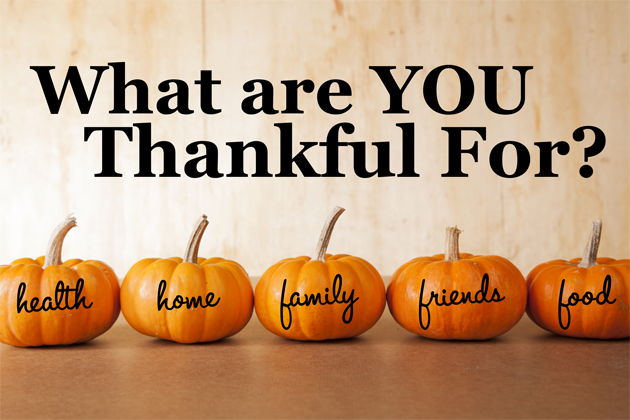 What are YOU
Thankful For?
health home family friends food